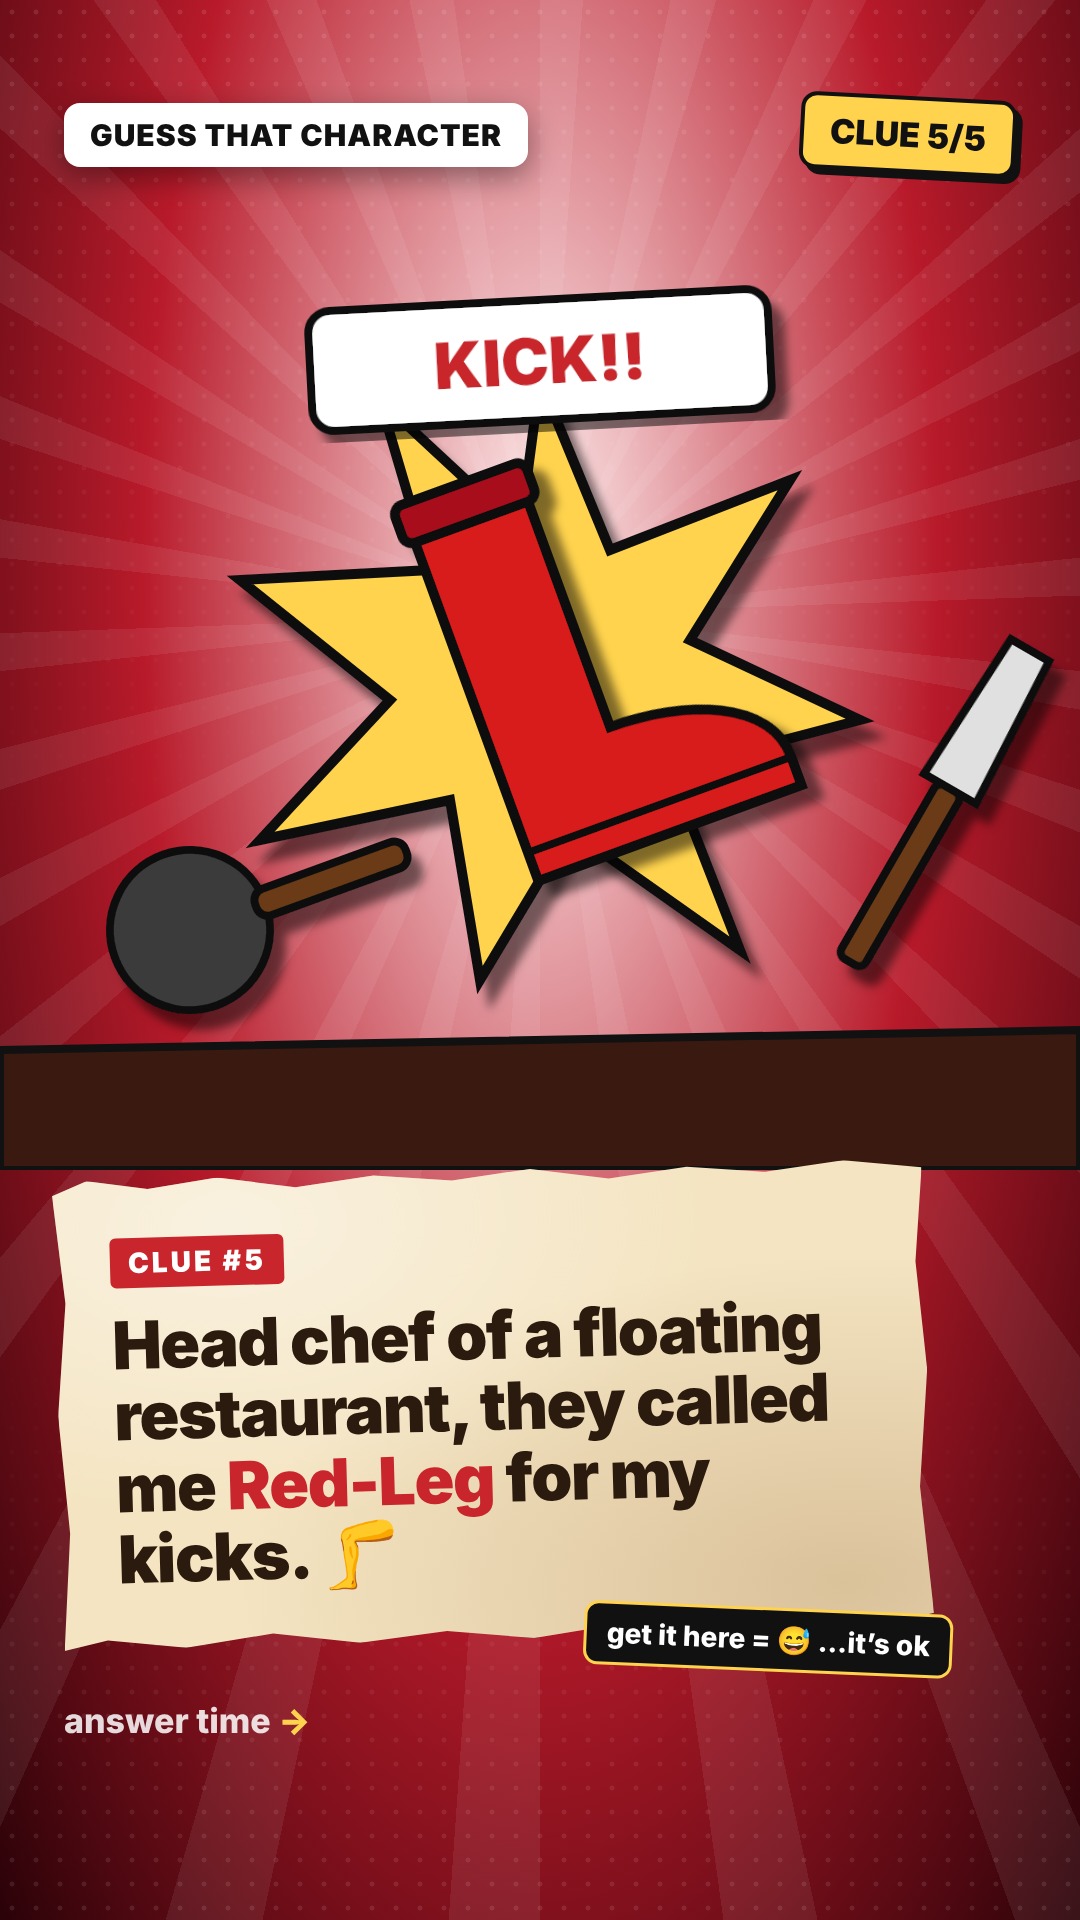 GUESS THAT CHARACTER
CLUE 5/5
KICK!!
CLUE #5
Head chef of a floating
restaurant, they called
me Red-Leg for my
kicks. 🦵
get it here = 😅 ...it's ok
answer time →